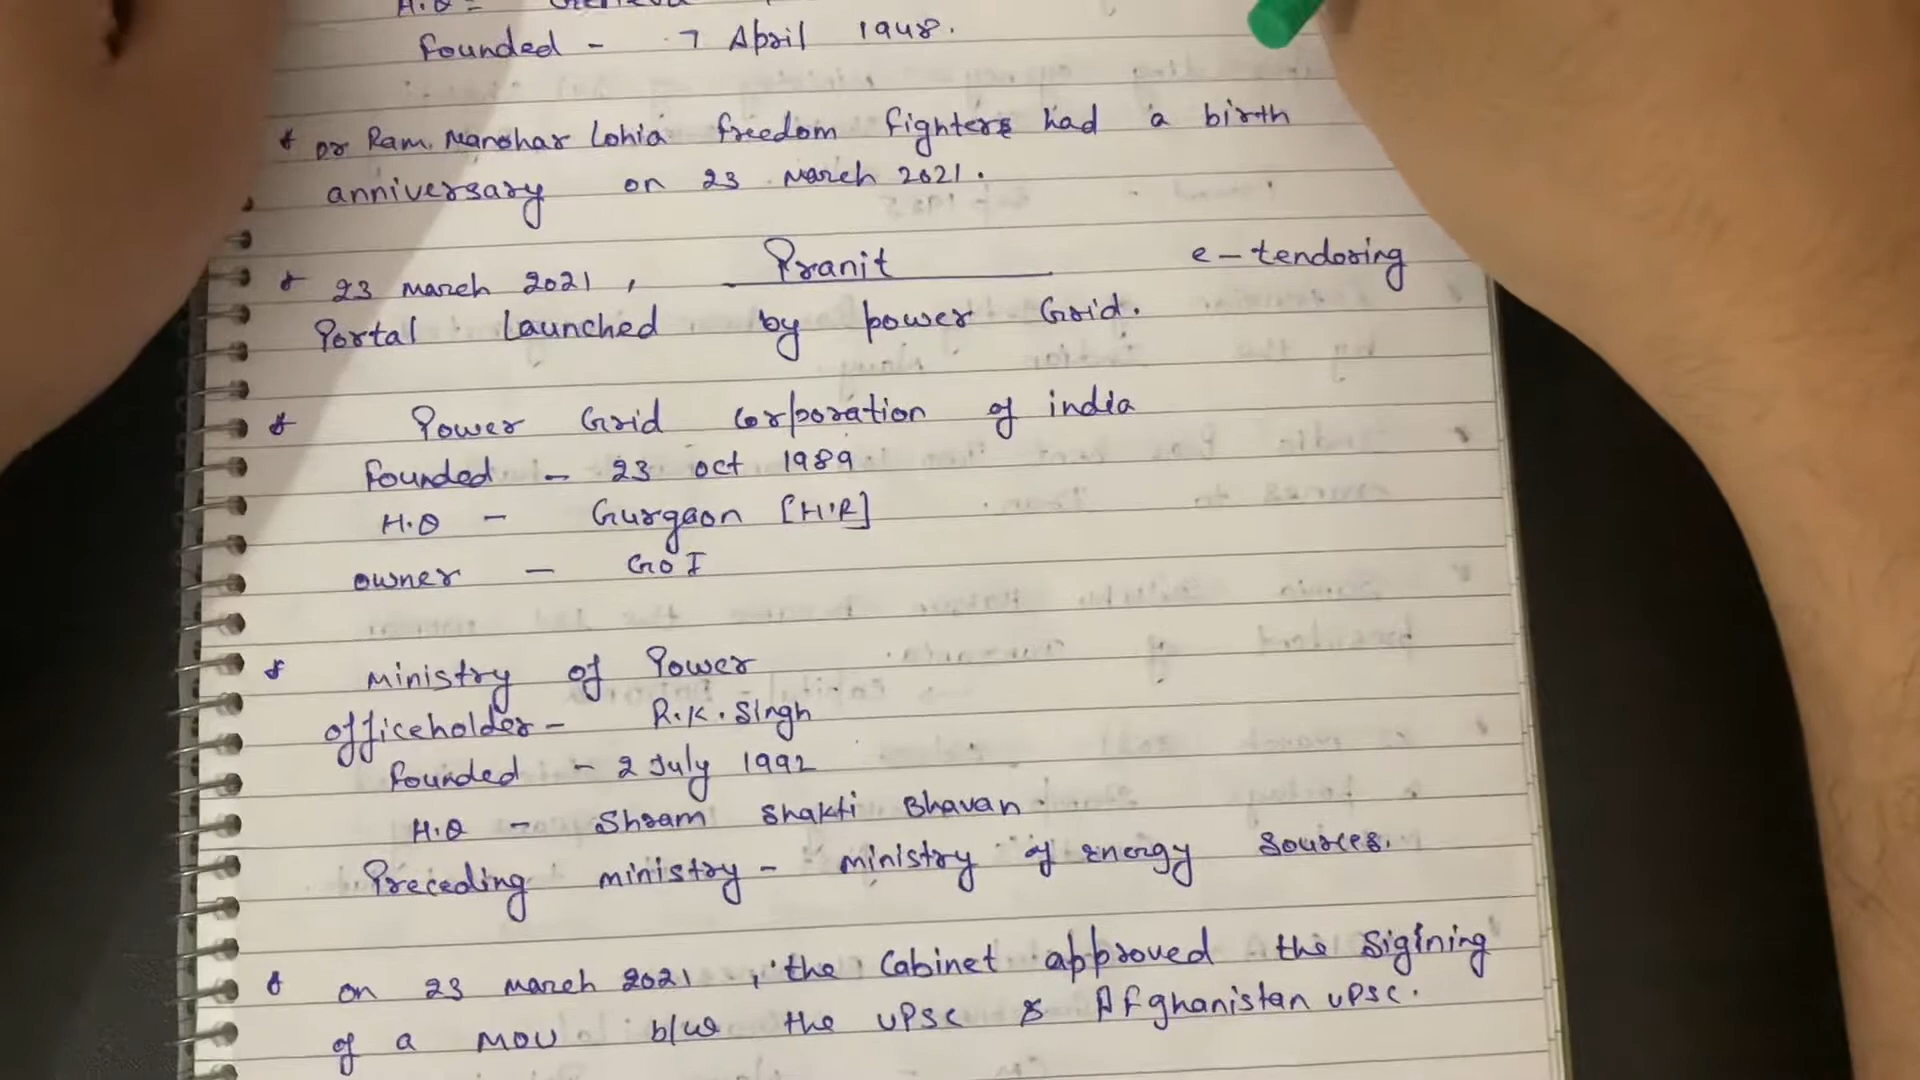 H.Q - Geneva
Founded - 7 April 1948.
* Dr Ram. Manohar Lohia freedom fighters had a birth
anniversary on 23 March 2021.
* 23 march 2021, Pranit e-tendoring
Portal Launched by power Grid.
* Power Grid Corporation of india
Founded - 23 oct 1989
H.Q - Gurgaon [H.R]
owner - GOI
* ministry of Power
officeholder - R.K. Singh
Founded - 2 July 1992
H.Q - Shram Shakti Bhavan
Preceding ministry - ministry of Energy Sources.
* on 23 march 2021, the Cabinet approved the Sigining
of a MOU b/w the UPSC & Afghanistan UPSC.